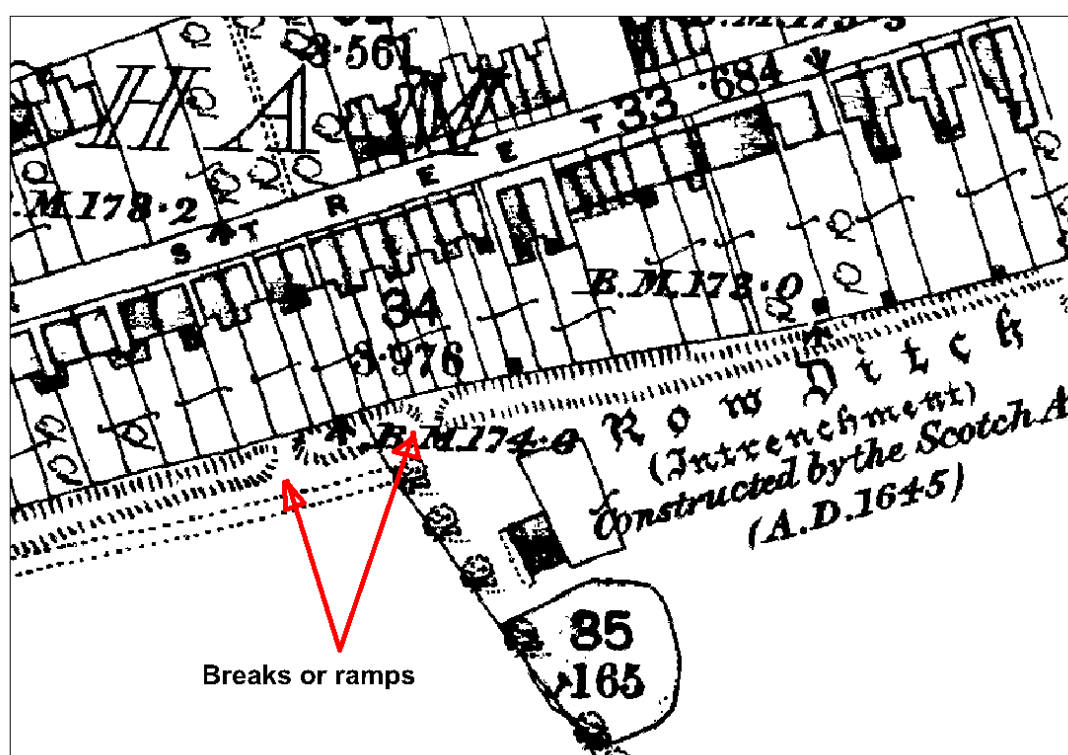 3·561
HAM
B.M.173·3
33 ·684
B.M.178·2
STREET
34
3·976
B.M.173·0
B.M.174·0
Row Ditch
(Intrenchment)
Constructed by the Scotch A
(A.D.1645)
85
·165
Breaks or ramps